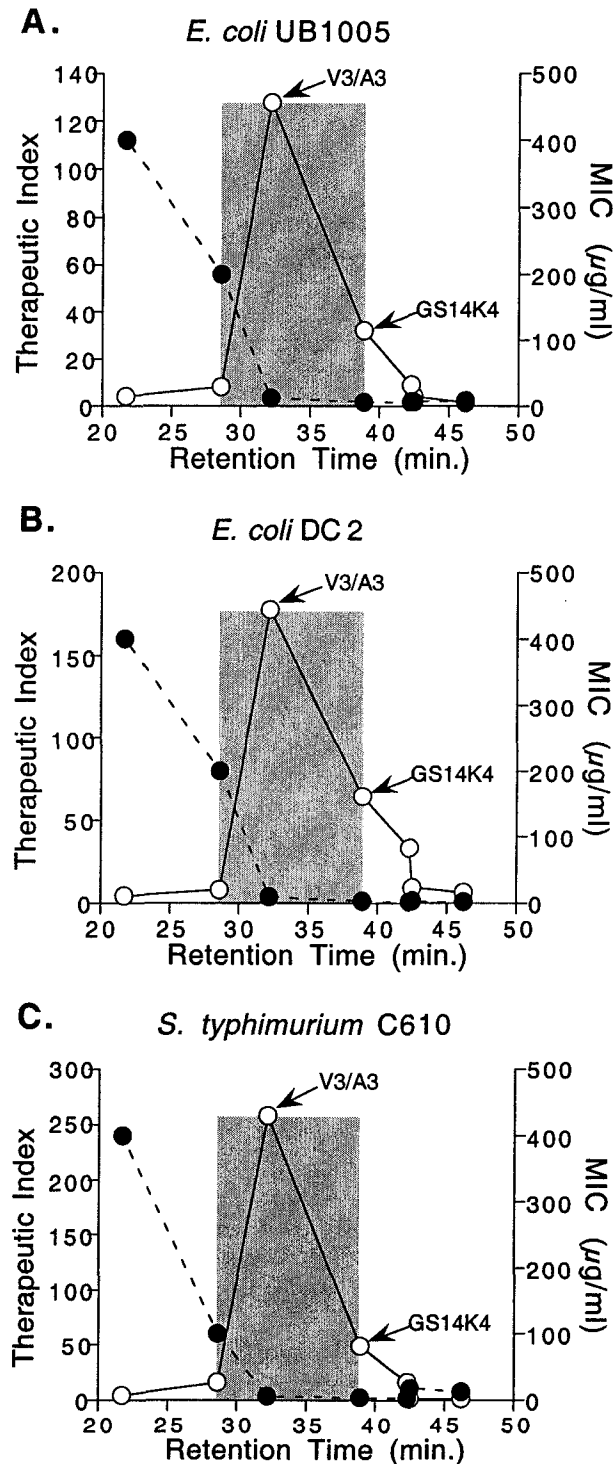 A.
E. coli UB1005
V3/A3
GS14K4
Therapeutic Index
140
120
100
80
60
40
20
0
MIC (µg/ml)
500
400
300
200
100
0
20 25 30 35 40 45 50
Retention Time (min.)
B.
E. coli DC 2
V3/A3
GS14K4
Therapeutic Index
200
150
100
50
0
MIC (µg/ml)
500
400
300
200
100
0
20 25 30 35 40 45 50
Retention Time (min.)
C.
S. typhimurium C610
V3/A3
GS14K4
Therapeutic Index
300
250
200
150
100
50
0
MIC (µg/ml)
500
400
300
200
100
0
20 25 30 35 40 45 50
Retention Time (min.)